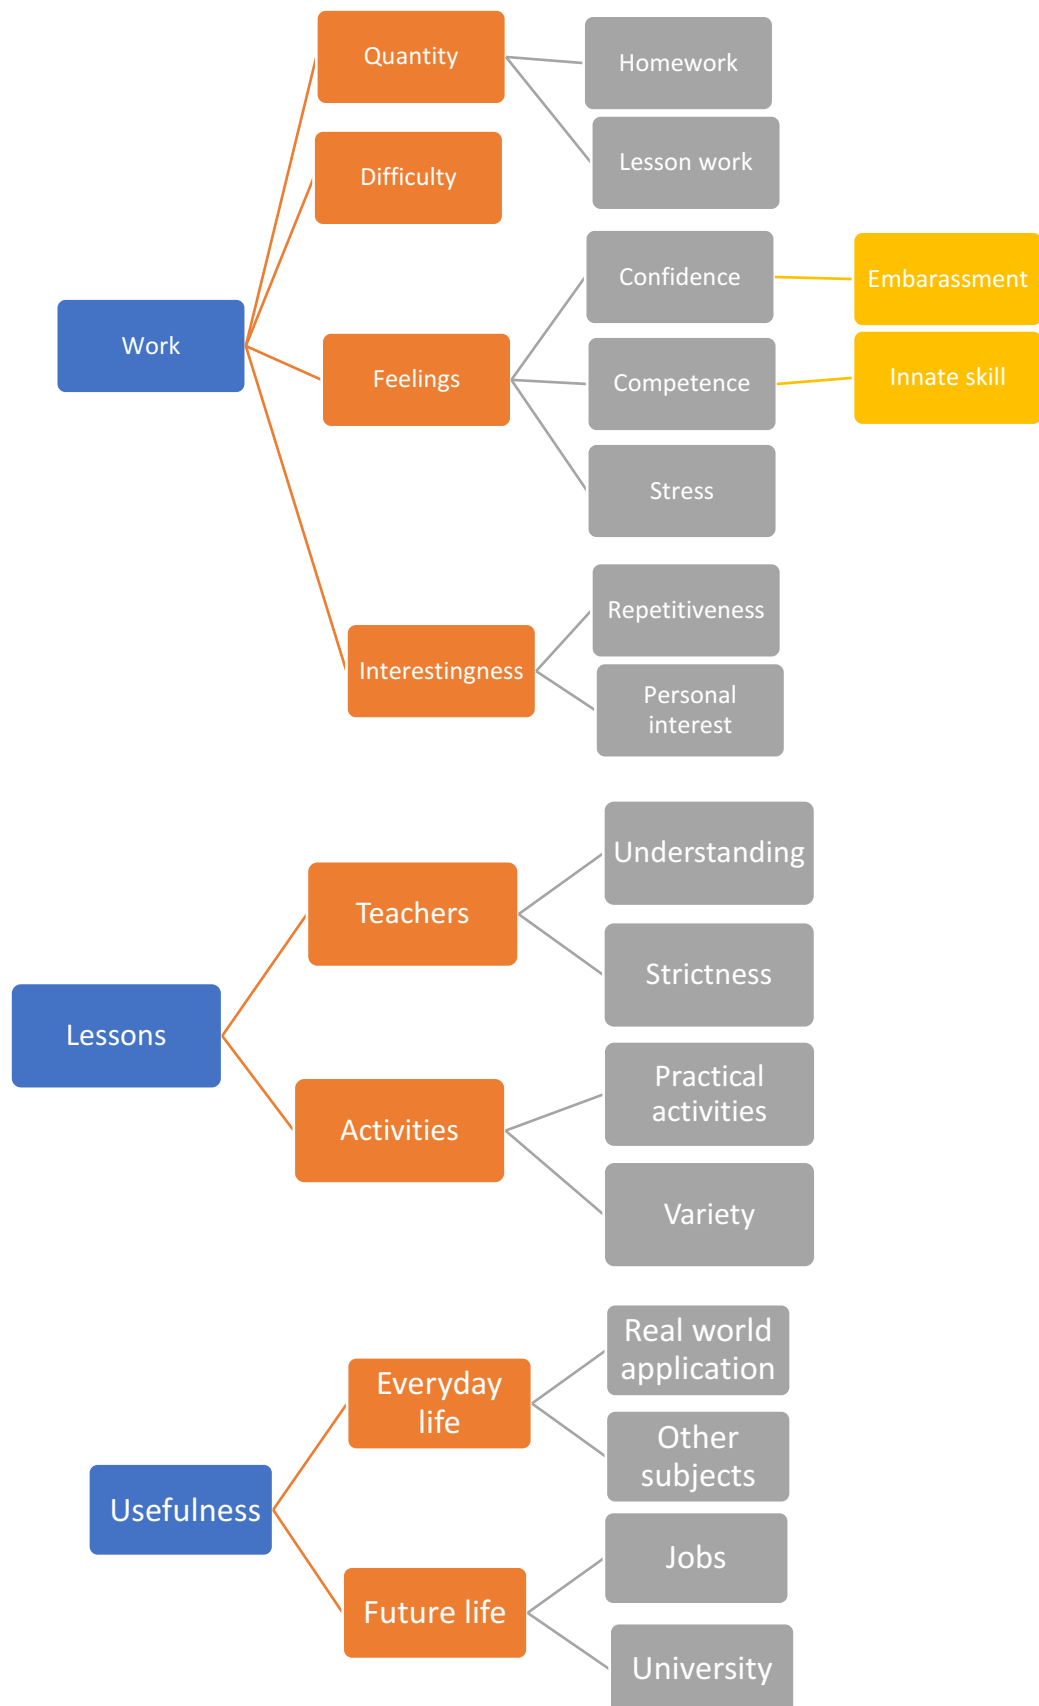 Quantity
Homework
Lesson work
Difficulty
Confidence
Embarassment
Work
Feelings
Competence
Innate skill
Stress
Repetitiveness
Interestingness
Personal
interest
Understanding
Teachers
Strictness
Lessons
Practical
activities
Activities
Variety
Real world
application
Everyday
life
Other
subjects
Usefulness
Jobs
Future life
University